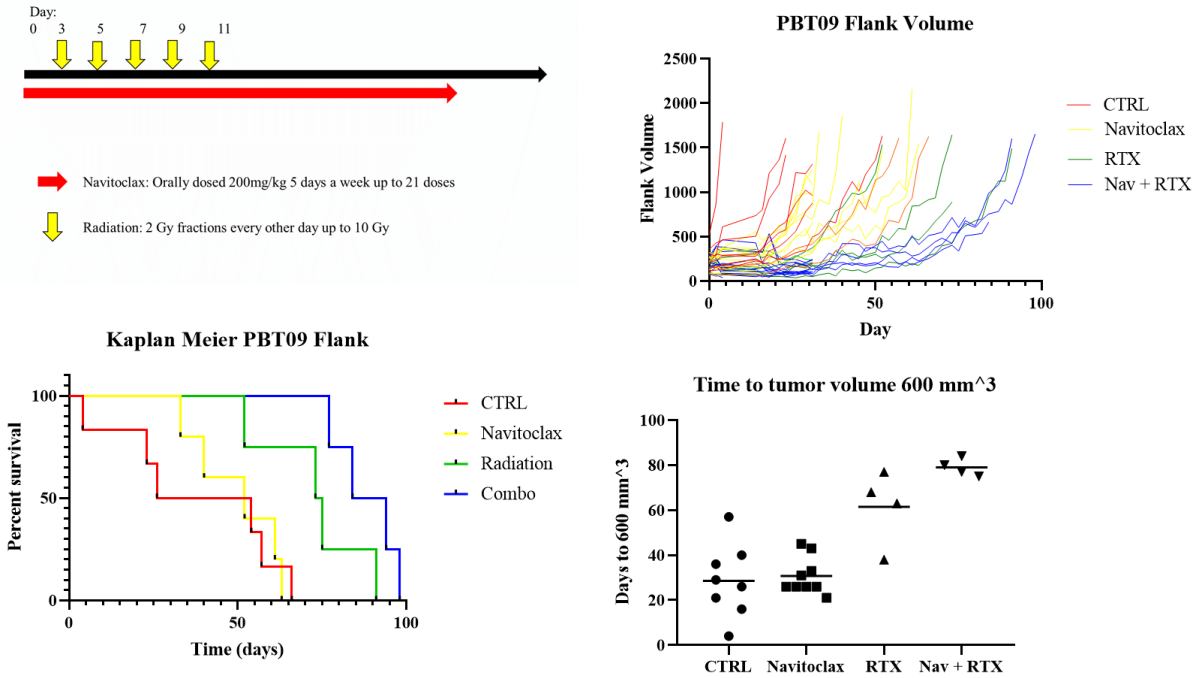 Day:
0 3 5 7 9 11
Navitoclax: Orally dosed 200mg/kg 5 days a week up to 21 doses
Radiation: 2 Gy fractions every other day up to 10 Gy
PBT09 Flank Volume
Flank Volume
2500
2000
1500
1000
500
0
0 50 100
Day
CTRL
Navitoclax
RTX
Nav + RTX
Kaplan Meier PBT09 Flank
Percent survival
100
50
0
0 50 100
Time (days)
CTRL
Navitoclax
Radiation
Combo
Time to tumor volume 600 mm^3
Days to 600 mm^3
100
80
60
40
20
0
CTRL Navitoclax RTX Nav + RTX